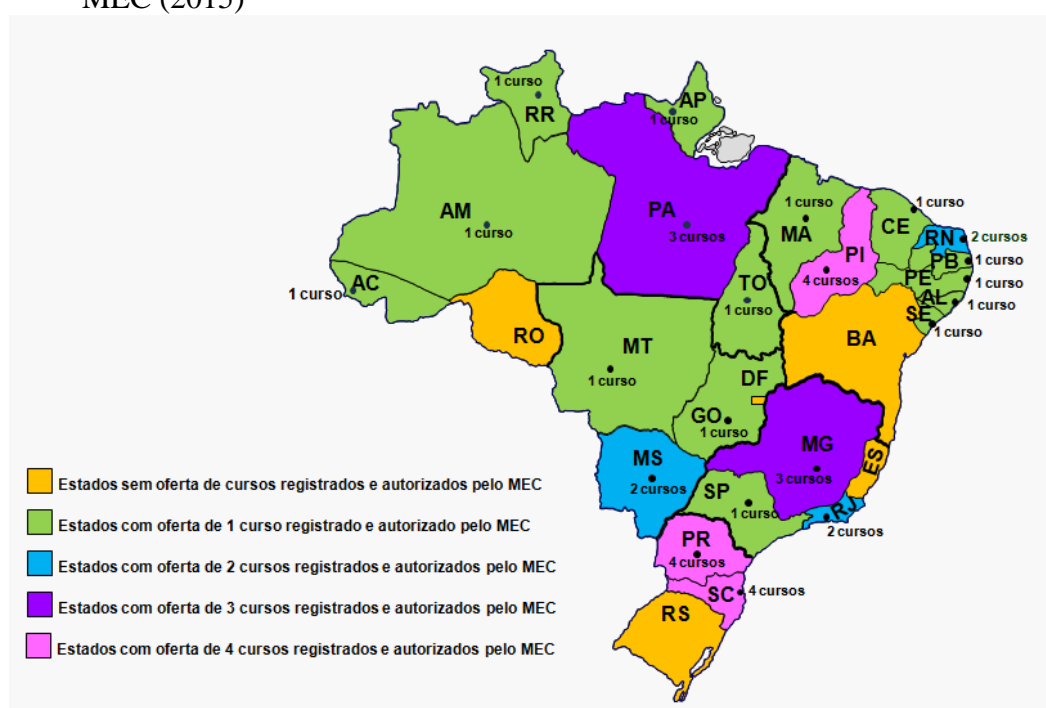 MEC (2015)
1 curso
RR
AP
1 curso
AM
1 curso
PA
3 cursos
1 curso
MA
PI
4 cursos
CE
1 curso
RN
2 cursos
PB
1 curso
PE
1 curso
AL
1 curso
SE
1 curso
1 curso
AC
RO
TO
1 curso
BA
MT
1 curso
DF
GO
1 curso
MG
3 cursos
ES
MS
2 cursos
SP
1 curso
RJ
2 cursos
PR
4 cursos
SC
4 cursos
RS
Estados sem oferta de cursos registrados e autorizados pelo MEC
Estados com oferta de 1 curso registrado e autorizado pelo MEC
Estados com oferta de 2 cursos registrados e autorizados pelo MEC
Estados com oferta de 3 cursos registrados e autorizados pelo MEC
Estados com oferta de 4 cursos registrados e autorizados pelo MEC